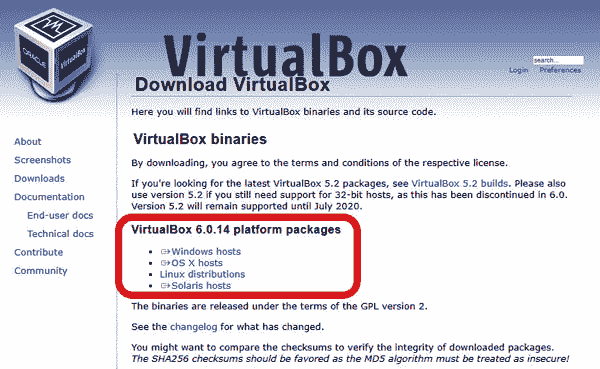 VirtualBox
ORACLE
VirtualBox
search...
Login Preferences
Download VirtualBox
Here you will find links to VirtualBox binaries and its source code.
About
Screenshots
Downloads
Documentation
End-user docs
Technical docs
Contribute
Community
VirtualBox binaries
By downloading, you agree to the terms and conditions of the respective license.
If you're looking for the latest VirtualBox 5.2 packages, see VirtualBox 5.2 builds. Please also
use version 5.2 if you still need support for 32-bit hosts, as this has been discontinued in 6.0.
Version 5.2 will remain supported until July 2020.
VirtualBox 6.0.14 platform packages
Windows hosts
OS X hosts
Linux distributions
Solaris hosts
The binaries are released under the terms of the GPL version 2.
See the changelog for what has changed.
You might want to compare the checksums to verify the integrity of downloaded packages.
The SHA256 checksums should be favored as the MD5 algorithm must be treated as insecure!